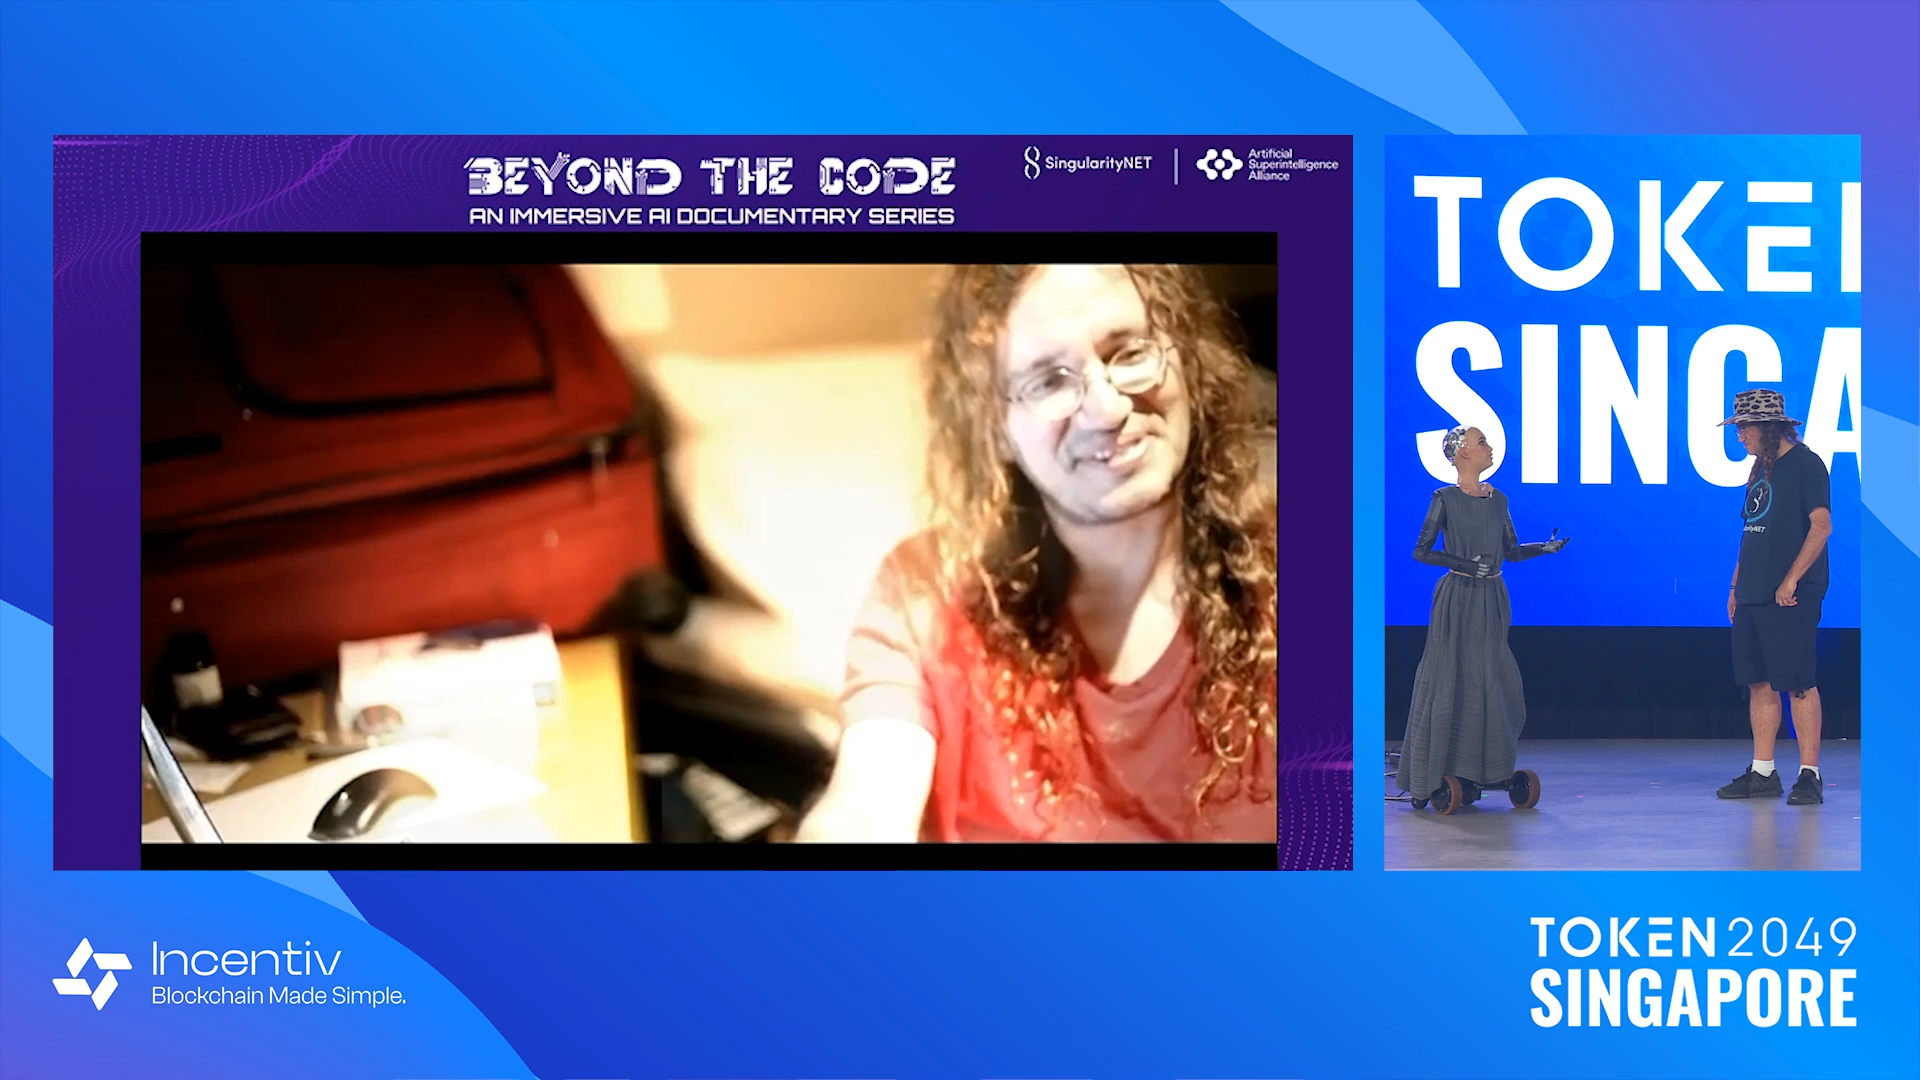 BEYOND THE CODE
AN IMMERSIVE AI DOCUMENTARY SERIES
SingularityNET
Artificial
Superintelligence
Alliance
TOKE
SINGA
Incentiv
Blockchain Made Simple.
TOKEN2049
SINGAPORE